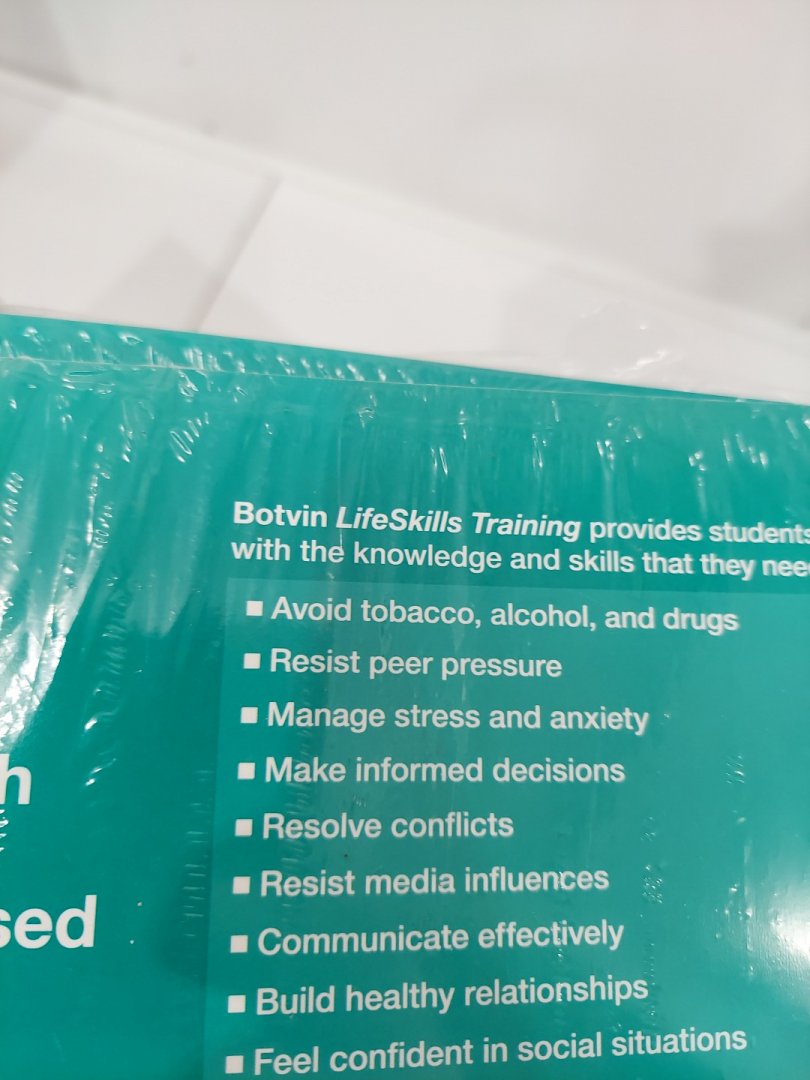 Botvin LifeSkills Training provides students
with the knowledge and skills that they need
■ Avoid tobacco, alcohol, and drugs
■ Resist peer pressure
■ Manage stress and anxiety
■ Make informed decisions
■ Resolve conflicts
■ Resist media influences
■ Communicate effectively
■ Build healthy relationships
■ Feel confident in social situations